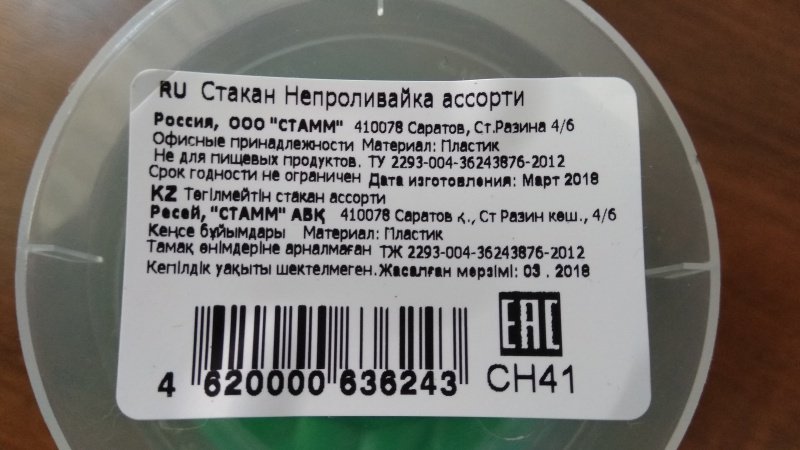 RU Стакан Непроливайка ассорти
Россия, ООО "СТАММ" 410078 Саратов, Ст.Разина 4/6
Офисные принадлежности Материал: Пластик
Не для пищевых продуктов. ТУ 2293-004-36243876-2012
Срок годности не ограничен Дата изготовления: Март 2018
KZ Төгілмейтін стакан ассорти
Ресей, "СТАММ" АБҚ 410078 Саратов қ., Ст Разин көш., 4/6
Кеңсе бұйымдары Материал: Пластик
Тамақ өнімдеріне арналмаған ТЖ 2293-004-36243876-2012
Кепілдік уақыты шектелмеген. Жасалған мерзімі: 03 . 2018
EAC
4 620000 636243
СН41